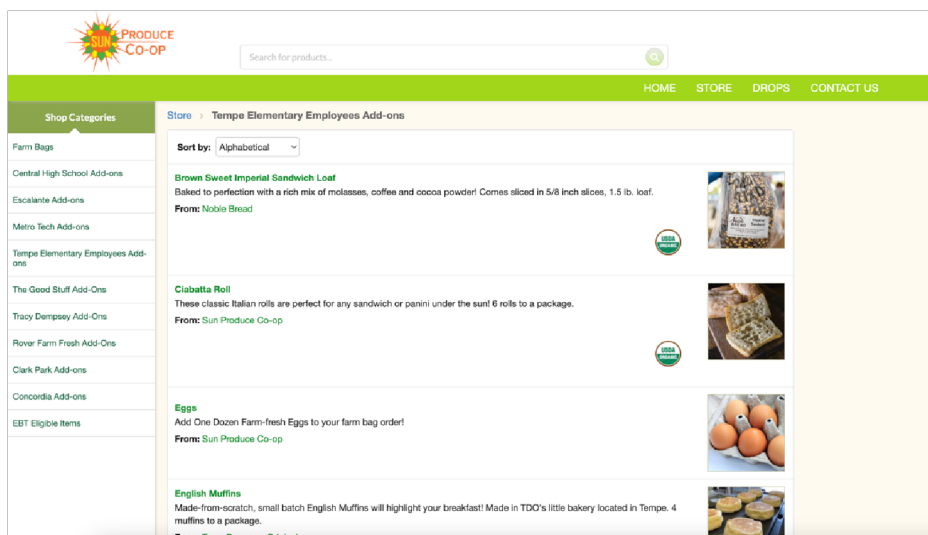 SUN PRODUCE
CO-OP
Search for products...
HOME STORE DROPS CONTACT US
Shop Categories
Farm Bags
Central High School Add-ons
Escalante Add-ons
Metro Tech Add-ons
Tempe Elementary Employees Add-
ons
The Good Stuff Add-Ons
Tracy Dempsey Add-Ons
Rover Farm Fresh Add-Ons
Clark Park Add-ons
Concordia Add-ons
EBT Eligible Items
Store › Tempe Elementary Employees Add-ons
Sort by: Alphabetical
Brown Sweet Imperial Sandwich Loaf
Baked to perfection with a rich mix of molasses, coffee and cocoa powder! Comes sliced in 5/8 inch slices, 1.5 lb. loaf.
From: Noble Bread
USDA
ORGANIC
Ciabatta Roll
These classic Italian rolls are perfect for any sandwich or panini under the sun! 6 rolls to a package.
From: Sun Produce Co-op
USDA
ORGANIC
Eggs
Add One Dozen Farm-fresh Eggs to your farm bag order!
From: Sun Produce Co-op
English Muffins
Made-from-scratch, small batch English Muffins will highlight your breakfast! Made in TDO's little bakery located in Tempe. 4
muffins to a package.